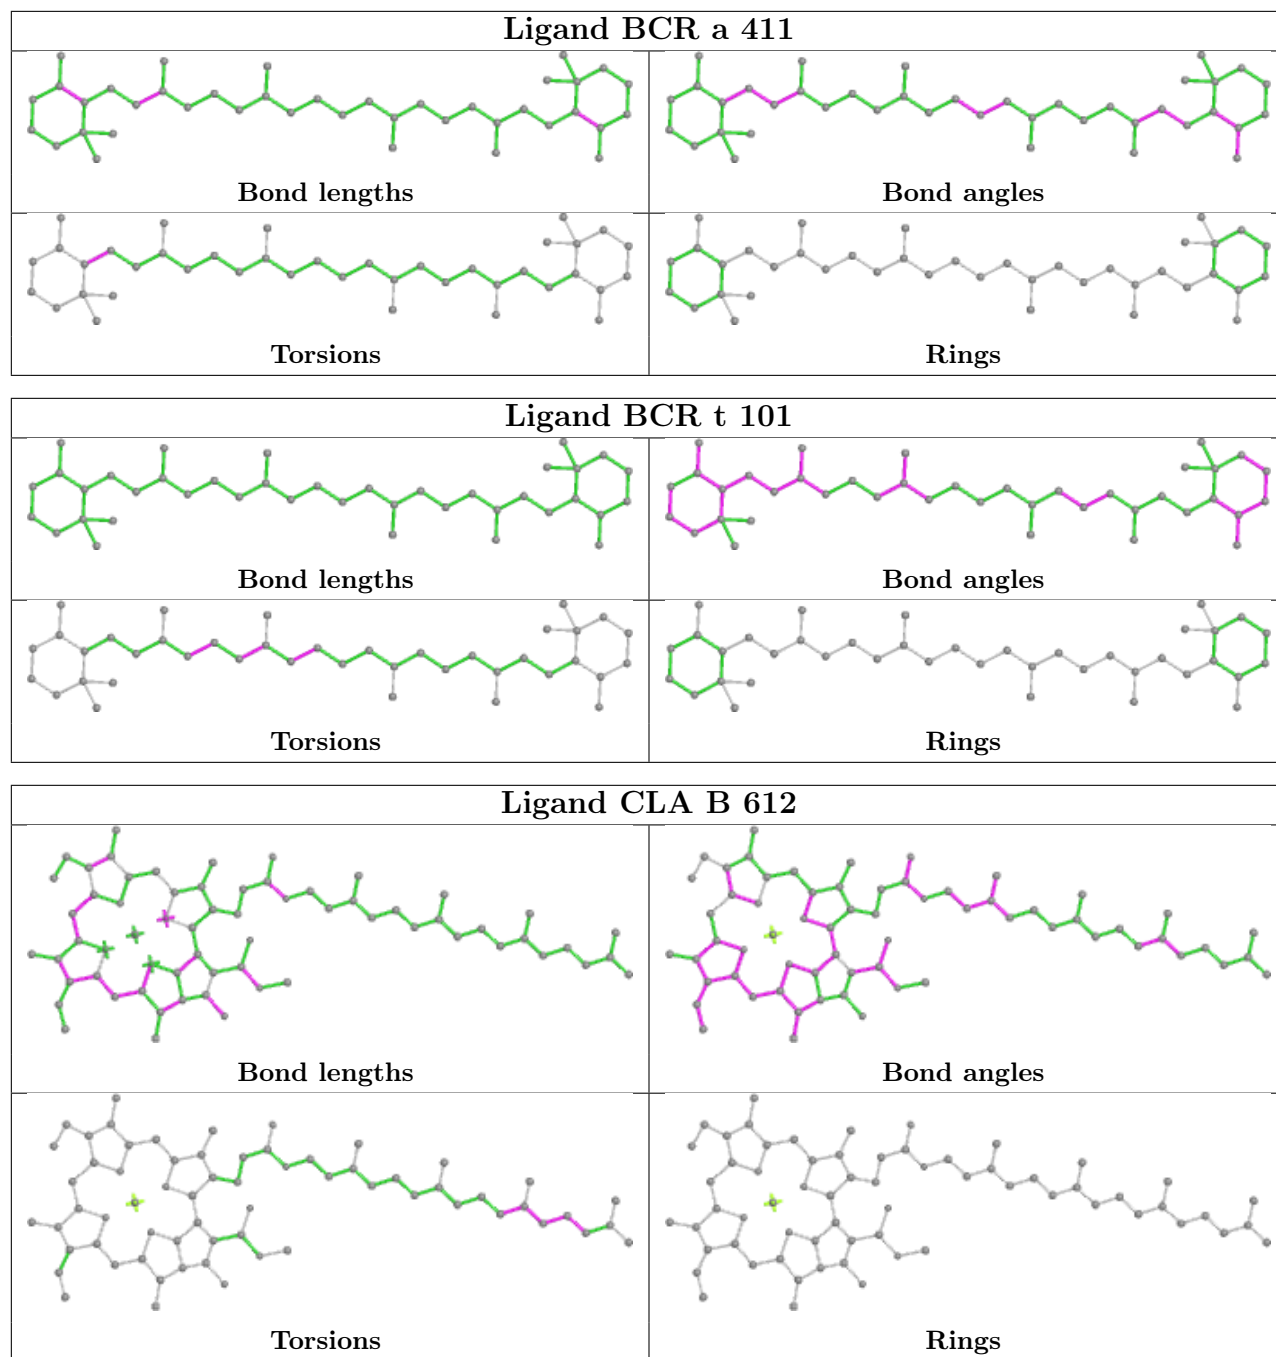 Ligand BCR a 411
Bond lengths
Bond angles
Torsions
Rings
Ligand BCR t 101
Bond lengths
Bond angles
Torsions
Rings
Ligand CLA B 612
Bond lengths
Bond angles
Torsions
Rings